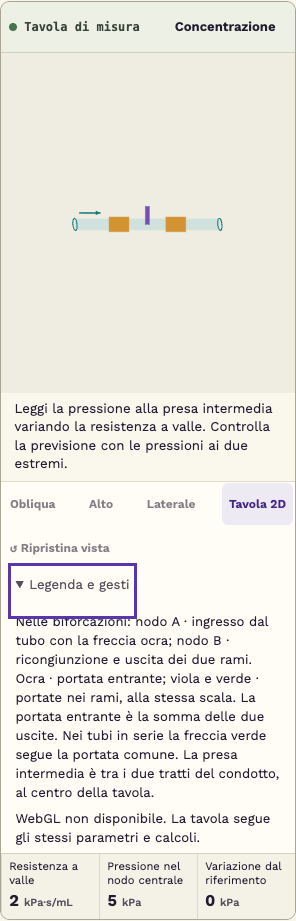 Tavola di misura
Concentrazione
Leggi la pressione alla presa intermedia
variando la resistenza a valle. Controlla
la previsione con le pressioni ai due
estremi.
Obliqua
Alto
Laterale
Tavola 2D
↺ Ripristina vista
▼ Legenda e gesti
Nelle biforcazioni: nodo A · ingresso dal
tubo con la freccia ocra; nodo B ·
ricongiunzione e uscita dei due rami.
Ocra · portata entrante; viola e verde ·
portate nei rami, alla stessa scala. La
portata entrante è la somma delle due
uscite. Nei tubi in serie la freccia verde
segue la portata comune. La presa
intermedia è tra i due tratti del condotto,
al centro della tavola.
WebGL non disponibile. La tavola segue
gli stessi parametri e calcoli.
Resistenza a
valle
2 kPa·s/mL
Pressione nel
nodo centrale
5 kPa
Variazione dal
riferimento
0 kPa